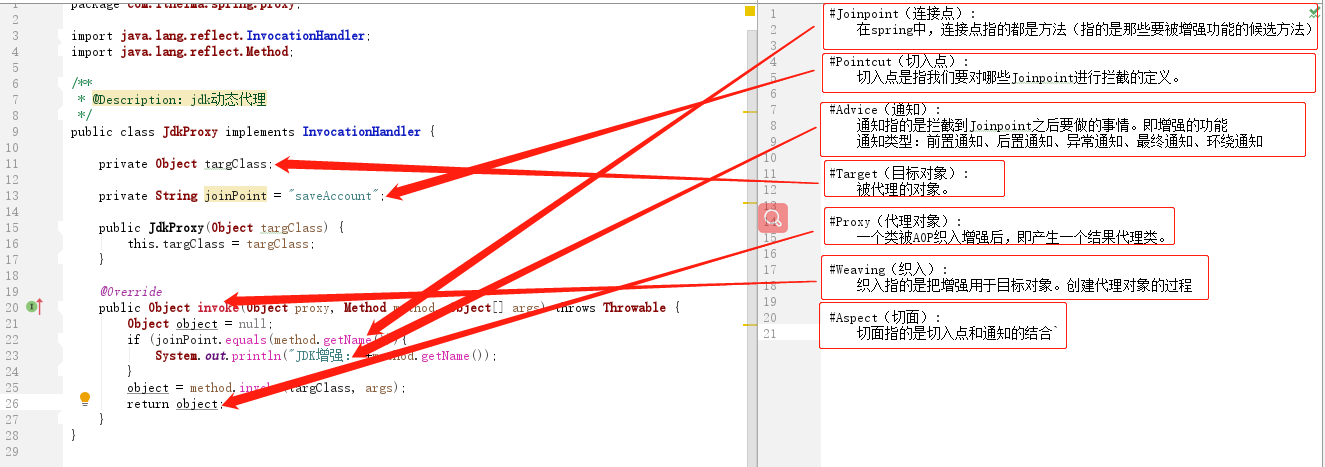 1
package com.itheima.spring.proxy;
2
3 import java.lang.reflect.InvocationHandler;
4 import java.lang.reflect.Method;
5
6 /**
7 * @Description: jdk动态代理
8 */
9 public class JdkProxy implements InvocationHandler {
10
11 private Object targClass;
12
13 private String joinPoint = "saveAccount";
14
15 public JdkProxy(Object targClass) {
16 this.targClass = targClass;
17 }
18
19 @Override
20 public Object invoke(Object proxy, Method method, Object[] args) throws Throwable {
21 Object object = null;
22 if (joinPoint.equals(method.getName())){
23 System.out.println("JDK增强: "+method.getName());
24 }
25 object = method.invoke(targClass, args);
26 return object;
27 }
28 }
29
1 #Joinpoint（连接点）:
2 在spring中，连接点指的都是方法（指的是那些要被增强功能的候选方法）
3
4 #Pointcut（切入点）:
5 切入点是指我们要对哪些Joinpoint进行拦截的定义。
6
7 #Advice（通知）:
8 通知指的是拦截到Joinpoint之后要做的事情。即增强的功能
9 通知类型: 前置通知、后置通知、异常通知、最终通知、环绕通知
10
11 #Target（目标对象）:
12 被代理的对象。
13
#Proxy（代理对象）:
15 一个类被AOP织入增强后，即产生一个结果代理类。
16
17 #Weaving（织入）:
18 织入指的是把增强用于目标对象。创建代理对象的过程
19
20 #Aspect（切面）:
21 切面指的是切入点和通知的结合`